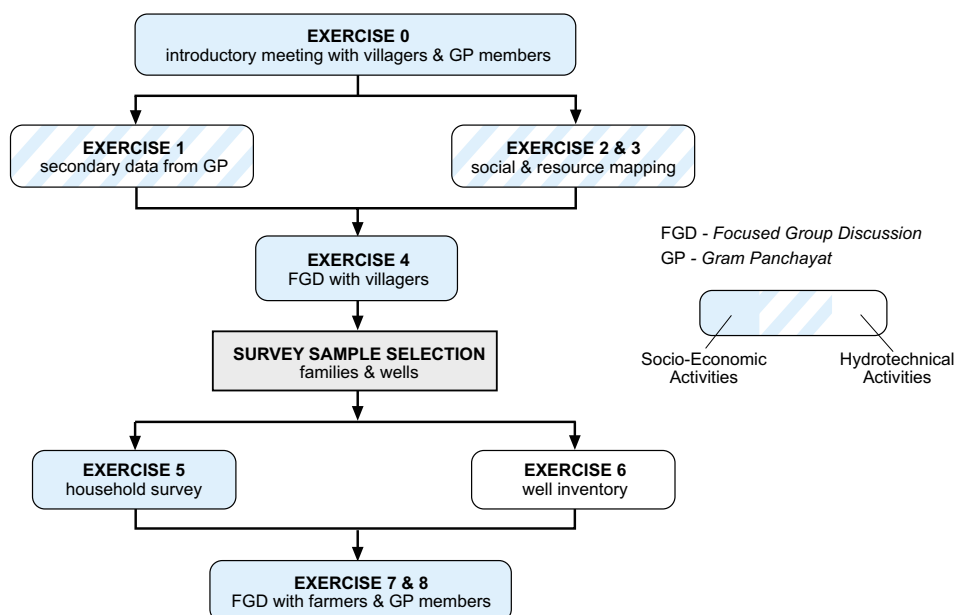 EXERCISE 0
introductory meeting with villagers & GP members
EXERCISE 1
secondary data from GP
EXERCISE 2 & 3
social & resource mapping
EXERCISE 4
FGD with villagers
SURVEY SAMPLE SELECTION
families & wells
EXERCISE 5
household survey
EXERCISE 6
well inventory
EXERCISE 7 & 8
FGD with farmers & GP members
FGD - Focused Group Discussion
GP - Gram Panchayat
Socio-Economic
Activities
Hydrotechnical
Activities